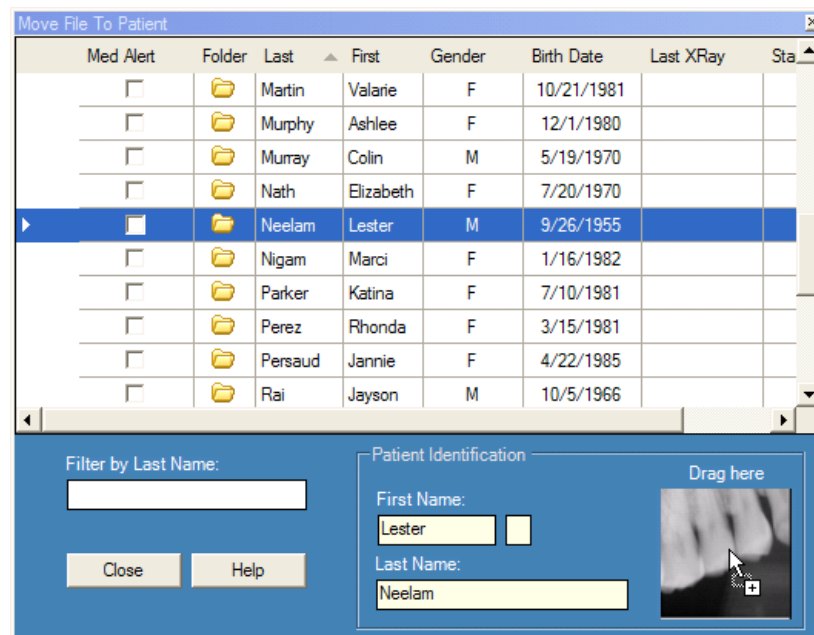 Move File To Patient
Med Alert Folder Last First Gender Birth Date Last XRay Sta
Martin Valarie F 10/21/1981
Murphy Ashlee F 12/1/1980
Murray Colin M 5/19/1970
Nath Elizabeth F 7/20/1970
Neelam Lester M 9/26/1955
Nigam Marci F 1/16/1982
Parker Katina F 7/10/1981
Perez Rhonda F 3/15/1981
Persaud Jannie F 4/22/1985
Rai Jayson M 10/5/1966
Filter by Last Name:
Close Help
Patient Identification
First Name:
Lester
Last Name:
Neelam
Drag here